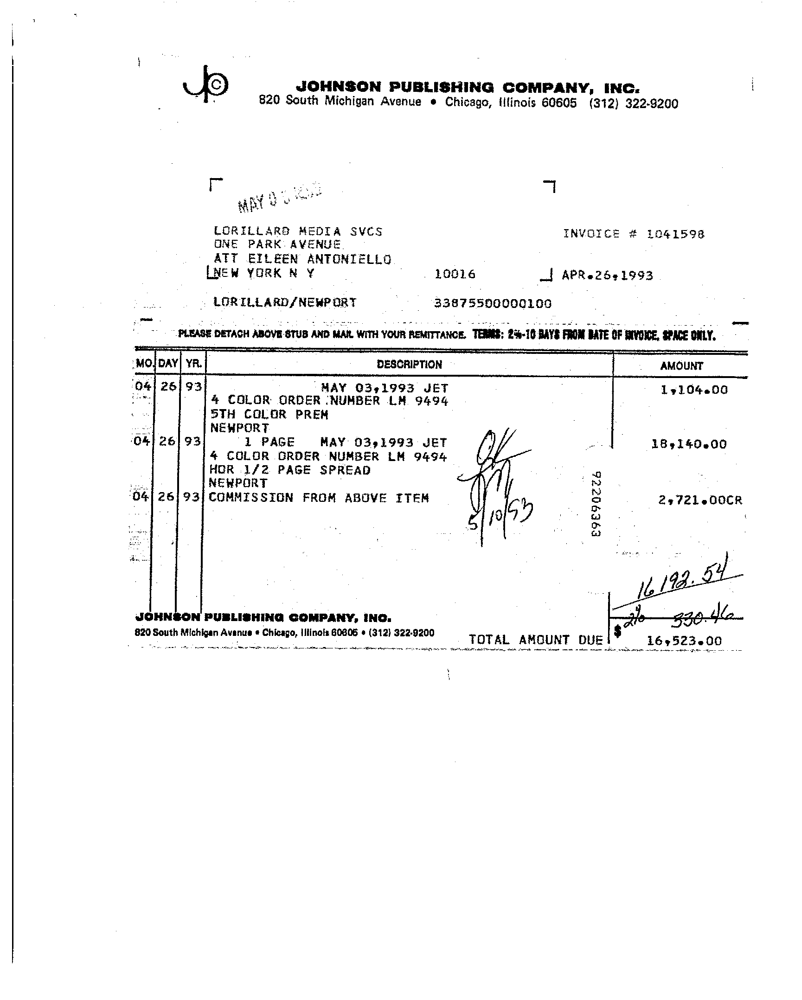 JPC
JOHNSON PUBLISHING COMPANY, INC.
820 South Michigan Avenue • Chicago, Illinois 60605 (312) 322-9200
MAY 03
LORILLARD MEDIA SVCS
INVOICE # 1041598
ONE PARK AVENUE
ATT EILEEN ANTONIELLO
NEW YORK N Y 10016 APR.26,1993
LORILLARD/NEWPORT 33875500000100
PLEASE DETACH ABOVE STUB AND MAIL WITH YOUR REMITTANCE. TERMS: 2%-10 DAYS FROM DATE OF INVOICE, SPACE ONLY.
MO. DAY YR. DESCRIPTION AMOUNT
04 26 93 MAY 03,1993 JET 1,104.00
4 COLOR ORDER NUMBER LM 9494
5TH COLOR PREM
NEWPORT
04 26 93 1 PAGE MAY 03,1993 JET 18,140.00
4 COLOR ORDER NUMBER LM 9494
HOR 1/2 PAGE SPREAD
NEWPORT
04 26 93 COMMISSION FROM ABOVE ITEM 2,721.00CR
OK
5/10/93
92206363
16192.54
JOHNSON PUBLISHING COMPANY, INC.
2% 330.46
820 South Michigan Avenue • Chicago, Illinois 60605 • (312) 322-9200
TOTAL AMOUNT DUE $ 16,523.00